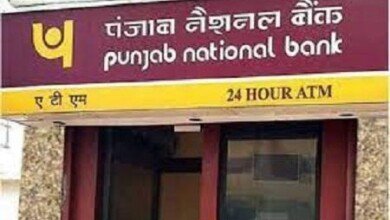 पंजाब नैशनल बैंक
punjab national bank
ए टी एम 24 HOUR ATM